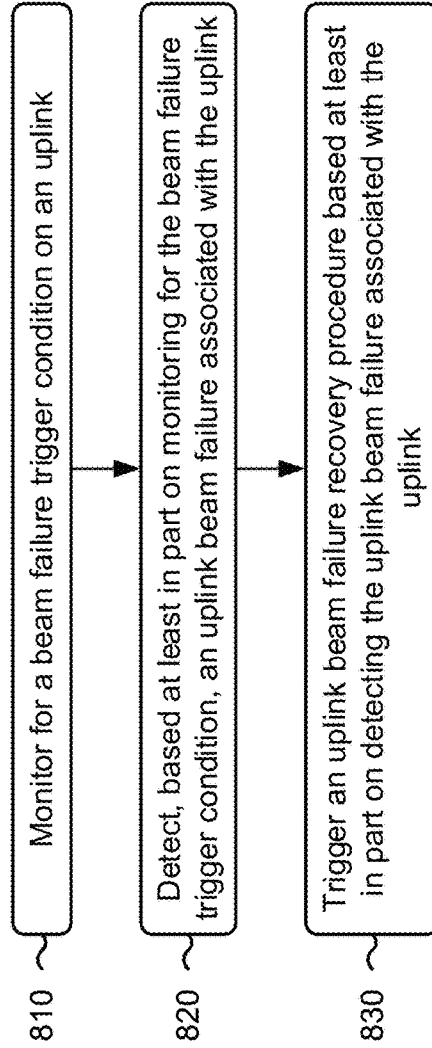 810
Monitor for a beam failure trigger condition on an uplink
820
Detect, based at least in part on monitoring for the beam failure
trigger condition, an uplink beam failure associated with the uplink
830
Trigger an uplink beam failure recovery procedure based at least
in part on detecting the uplink beam failure associated with the
uplink